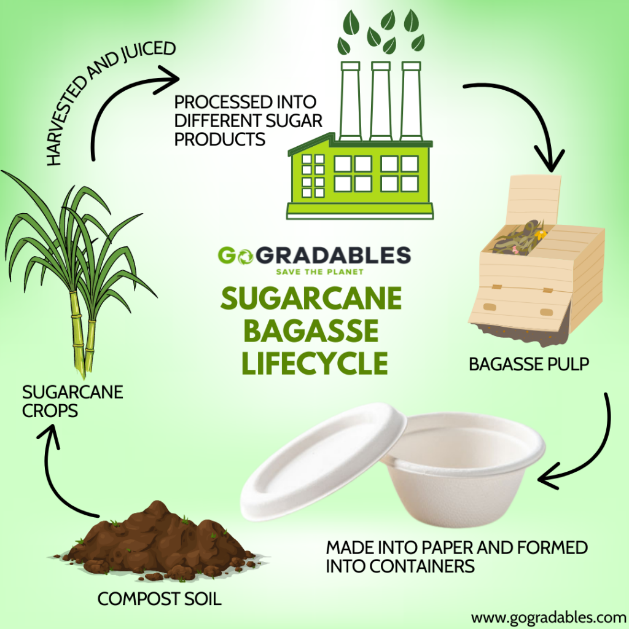 HARVESTED AND JUICED
PROCESSED INTO
DIFFERENT SUGAR
PRODUCTS
GOGRADABLES
SAVE THE PLANET
SUGARCANE
BAGASSE
LIFECYCLE
BAGASSE PULP
SUGARCANE
CROPS
MADE INTO PAPER AND FORMED
INTO CONTAINERS
COMPOST SOIL
www.gogradables.com